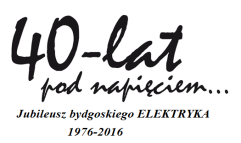 40-lat
pod napięciem...
Jubileusz bydgoskiego ELEKTRYKA
1976-2016